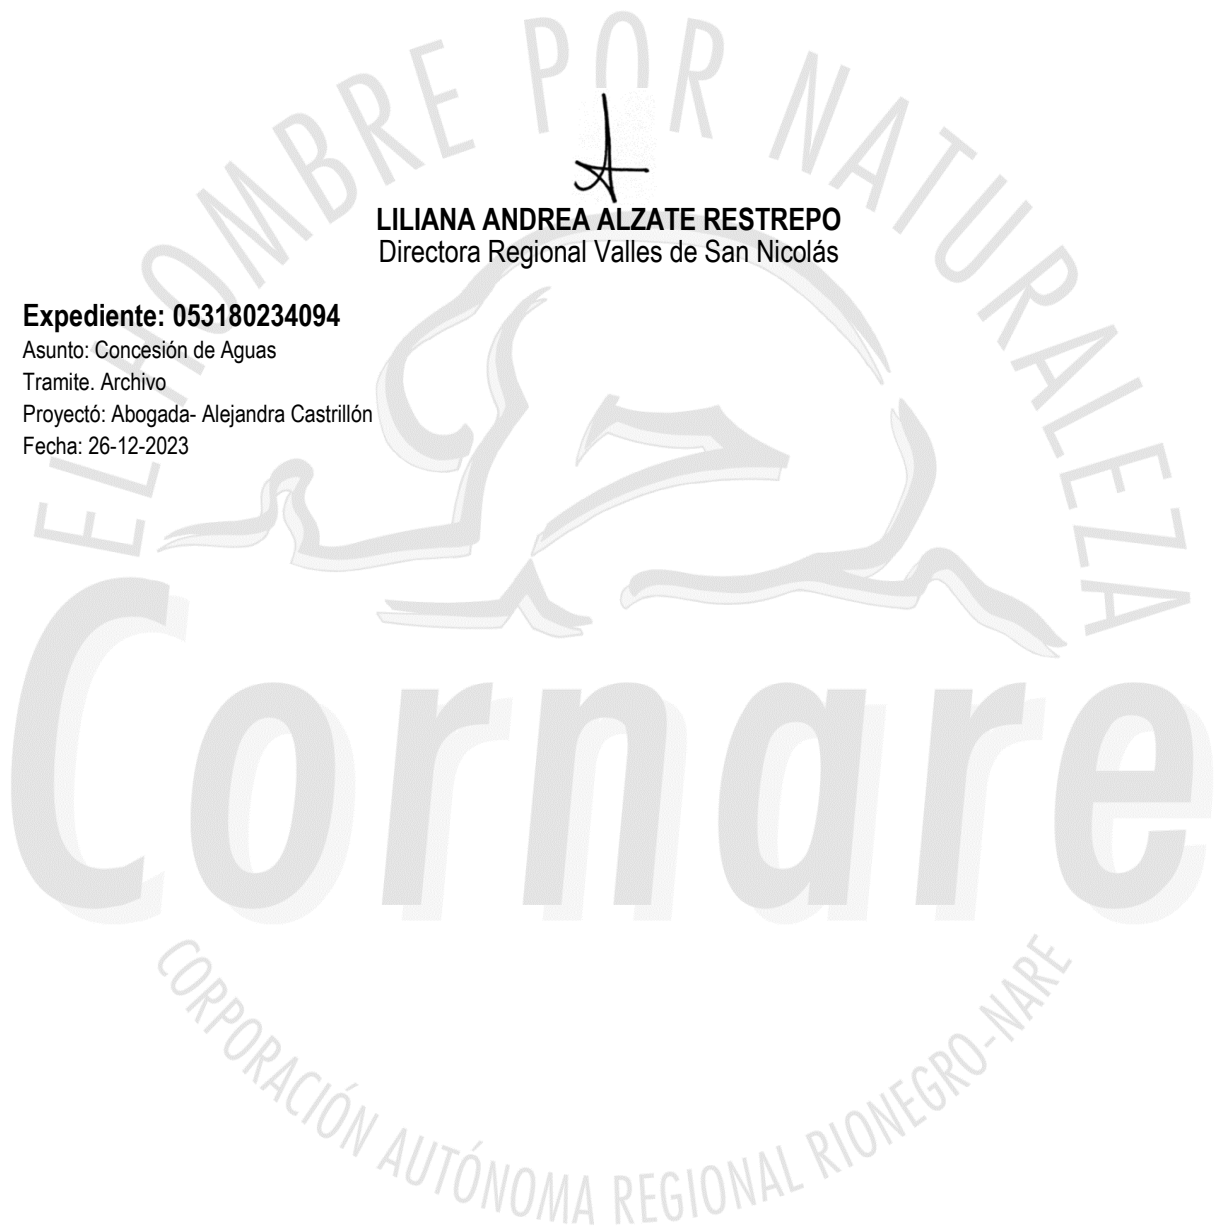 EL HOMBRE POR NATURALEZA
LILIANA ANDREA ALZATE RESTREPO
Directora Regional Valles de San Nicolás
Expediente: 053180234094
Asunto: Concesión de Aguas
Tramite. Archivo
Proyectó: Abogada- Alejandra Castrillón
Fecha: 26-12-2023
Cornare
CORPORACIÓN AUTÓNOMA REGIONAL RIONEGRO-NARE